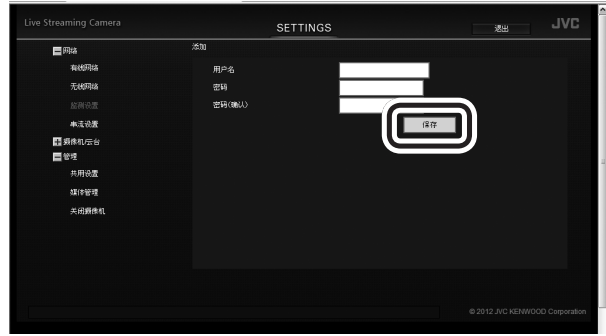 Live Streaming Camera
SETTINGS
退出
JVC
网络
有线网络
无线网络
监测设置
串流设置
摄像机/云台
管理
共用设置
媒体管理
关闭摄像机
添加
用户名
密码
密码(确认)
保存
© 2012 JVC KENWOOD Corporation